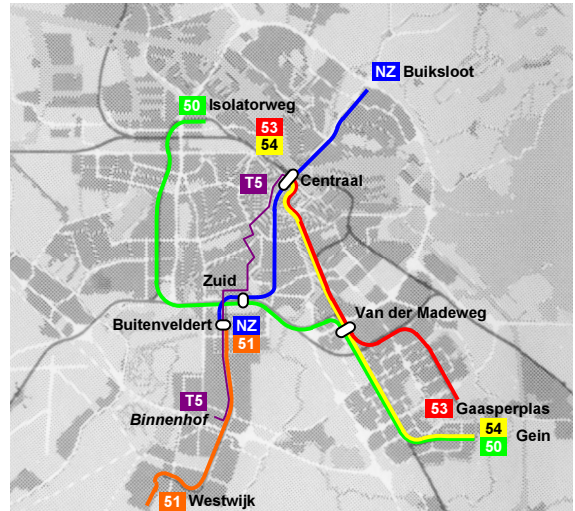 NZ Buiksloot
50 Isolatorweg
53
54
T5
Centraal
Zuid
Van der Madeweg
Buitenveldert
NZ
51
T5
Binnenhof
53 Gaasperplas
54
Gein
50
51 Westwijk